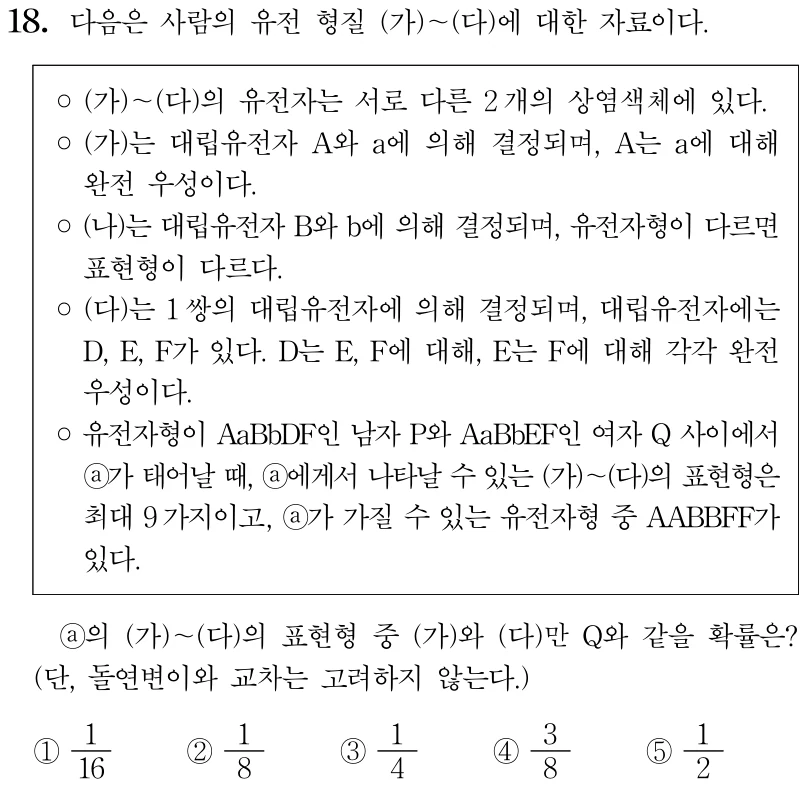 18. 다음은 사람의 유전 형질 (가)~(다)에 대한 자료이다.
○ (가)~(다)의 유전자는 서로 다른 2개의 상염색체에 있다.
○ (가)는 대립유전자 A와 a에 의해 결정되며, A는 a에 대해
완전 우성이다.
○ (나)는 대립유전자 B와 b에 의해 결정되며, 유전자형이 다르면
표현형이 다르다.
○ (다)는 1쌍의 대립유전자에 의해 결정되며, 대립유전자에는
D, E, F가 있다. D는 E, F에 대해, E는 F에 대해 각각 완전
우성이다.
○ 유전자형이 AaBbDF인 남자 P와 AaBbEF인 여자 Q 사이에서
ⓐ가 태어날 때, ⓐ에게서 나타날 수 있는 (가)~(다)의 표현형은
최대 9가지이고, ⓐ가 가질 수 있는 유전자형 중 AABBFF가
있다.
ⓐ의 (가)~(다)의 표현형 중 (가)와 (다)만 Q와 같을 확률은?
(단, 돌연변이와 교차는 고려하지 않는다.)
① 1/16 ② 1/8 ③ 1/4 ④ 3/8 ⑤ 1/2